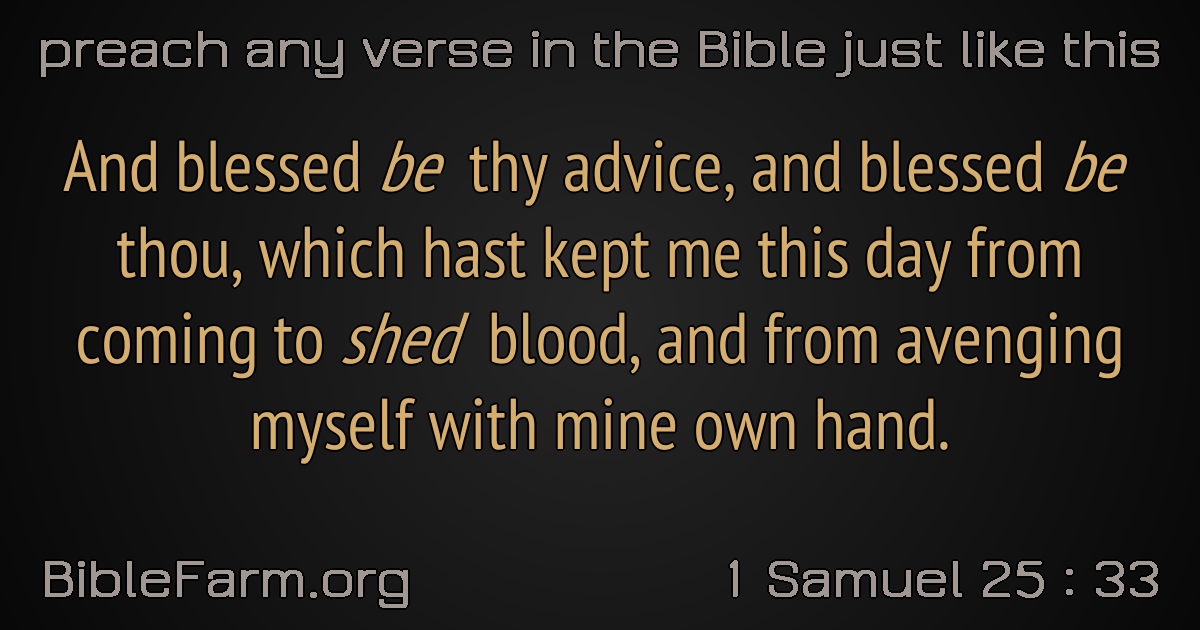 preach any verse in the Bible just like this
And blessed be thy advice, and blessed be
thou, which hast kept me this day from
coming to shed blood, and from avenging
myself with mine own hand.
BibleFarm.org
1 Samuel 25 : 33